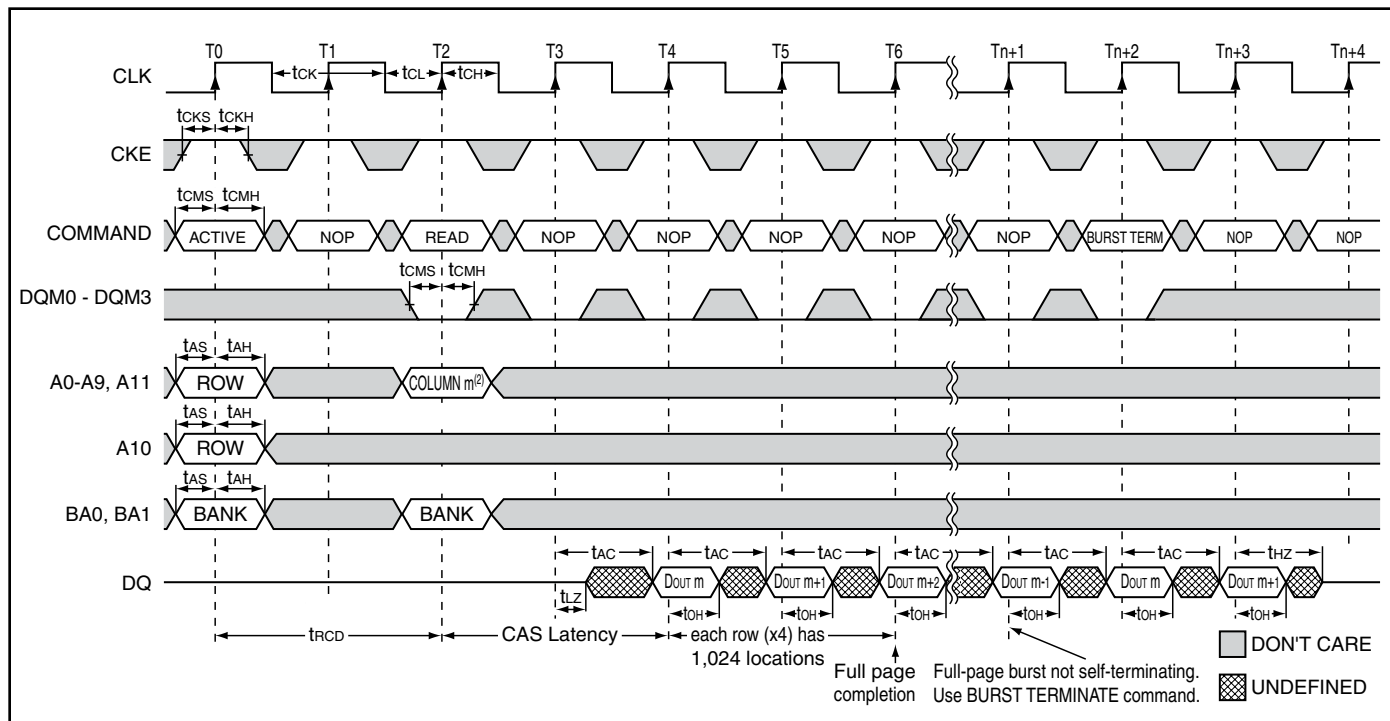 T0 T1 T2 T3 T4 T5 T6 Tn+1 Tn+2 Tn+3 Tn+4
CLK tCK tCL tCH
tCKS tCKH
CKE
tCMS tCMH
COMMAND ACTIVE NOP READ NOP NOP NOP NOP NOP BURST TERM NOP NOP
tCMS tCMH
DQM0 - DQM3
tAS tAH
A0-A9, A11 ROW COLUMN m(2)
tAS tAH
A10 ROW
tAS tAH
BA0, BA1 BANK BANK
tAC tAC tAC tAC tAC tAC tHZ
DQ DOUT m DOUT m+1 DOUT m+2 DOUT m-1 DOUT m DOUT m+1
tLZ tOH tOH tOH tOH tOH tOH
tRCD CAS Latency each row (x4) has
1,024 locations
Full page
completion
Full-page burst not self-terminating.
Use BURST TERMINATE command.
DON'T CARE
UNDEFINED